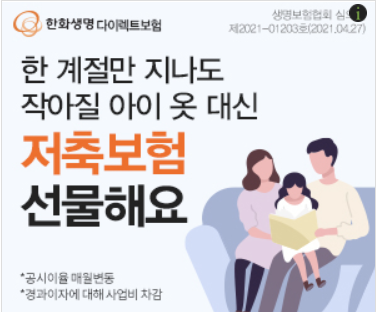 한화생명 다이렉트보험
생명보험협회 심의
제2021-01203호(2021.04.27)
한 계절만 지나도
작아질 아이 옷 대신
저축보험
선물해요
*공시이율 매월변동
*경과이자에 대해 사업비 차감